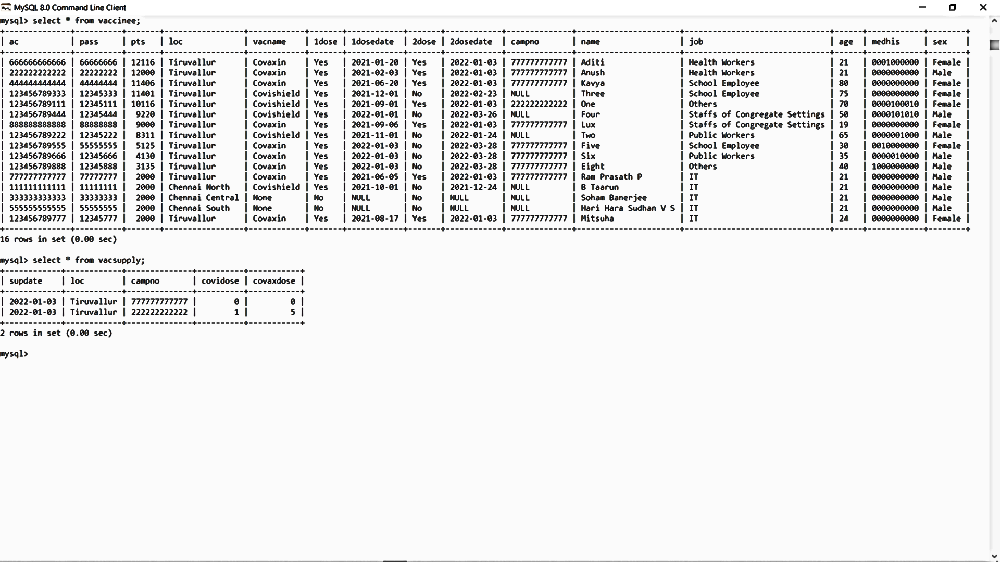 MySQL 8.0 Command Line Client
mysql> select * from vaccinee;
+--------------+----------+-------+-----------------+------------+-------+------------+-------+------------+--------------+---------------------+------------------------------+------+------------+--------+
| ac | pass | pts | loc | vacname | 1dose | 1dosedate | 2dose | 2dosedate | campno | name | job | age | medhis | sex |
+--------------+----------+-------+-----------------+------------+-------+------------+-------+------------+--------------+---------------------+------------------------------+------+------------+--------+
| 666666666666 | 66666666 | 12116 | Tiruvallur | Covaxin | Yes | 2021-01-20 | Yes | 2022-01-03 | 777777777777 | Aditi | Health Workers | 21 | 0001000000 | Female |
| 222222222222 | 22222222 | 12000 | Tiruvallur | Covaxin | Yes | 2021-02-03 | Yes | 2022-01-03 | 777777777777 | Anush | Health Workers | 21 | 0000000000 | Male |
| 444444444444 | 44444444 | 11406 | Tiruvallur | Covaxin | Yes | 2021-06-20 | Yes | 2022-01-03 | 777777777777 | Kavya | School Employee | 80 | 0000000000 | Female |
| 123456789333 | 12345333 | 11401 | Tiruvallur | Covishield | Yes | 2021-12-01 | No | 2022-02-23 | NULL | Three | School Employee | 75 | 0000000000 | Female |
| 123456789111 | 12345111 | 10116 | Tiruvallur | Covishield | Yes | 2021-09-01 | Yes | 2022-01-03 | 222222222222 | One | Others | 70 | 0000100010 | Female |
| 123456789444 | 12345444 | 9220 | Tiruvallur | Covishield | Yes | 2022-01-01 | No | 2022-03-26 | NULL | Four | Staffs of Congregate Settings | 50 | 0000101010 | Male |
| 888888888888 | 88888888 | 9000 | Tiruvallur | Covaxin | Yes | 2021-09-06 | Yes | 2022-01-03 | 777777777777 | Lux | Staffs of Congregate Settings | 19 | 0000000000 | Female |
| 123456789222 | 12345222 | 8311 | Tiruvallur | Covishield | Yes | 2021-11-01 | No | 2022-01-24 | NULL | Two | Public Workers | 65 | 0000001000 | Male |
| 123456789555 | 55555555 | 5125 | Tiruvallur | Covaxin | Yes | 2022-01-03 | No | 2022-03-28 | 777777777777 | Five | School Employee | 30 | 0010000000 | Female |
| 123456789666 | 12345666 | 4130 | Tiruvallur | Covaxin | Yes | 2022-01-03 | No | 2022-03-28 | 777777777777 | Six | Public Workers | 35 | 0000010000 | Male |
| 123456789888 | 12345888 | 3135 | Tiruvallur | Covaxin | Yes | 2022-01-03 | No | 2022-03-28 | 777777777777 | Eight | Others | 40 | 1000000000 | Male |
| 777777777777 | 77777777 | 2000 | Tiruvallur | Covaxin | Yes | 2021-06-05 | Yes | 2022-01-03 | 777777777777 | Ram Prasath P | IT | 21 | 0000000000 | Male |
| 111111111111 | 11111111 | 2000 | Chennai North | Covishield | Yes | 2021-10-01 | No | 2021-12-24 | NULL | B Taarun | IT | 21 | 0000000000 | Male |
| 333333333333 | 33333333 | 2000 | Chennai Central | None | No | NULL | No | NULL | NULL | Soham Banerjee | IT | 21 | 0000000000 | Male |
| 555555555555 | 55555555 | 2000 | Chennai South | None | No | NULL | No | NULL | NULL | Hari Hara Sudhan V S | IT | 21 | 0000000000 | Male |
| 123456789777 | 12345777 | 2000 | Tiruvallur | Covaxin | Yes | 2021-08-17 | Yes | 2022-01-03 | 777777777777 | Mitsuha | IT | 24 | 0000000000 | Female |
+--------------+----------+-------+-----------------+------------+-------+------------+-------+------------+--------------+---------------------+------------------------------+------+------------+--------+
16 rows in set (0.00 sec)
mysql> select * from vacsupply;
+------------+------------+--------------+----------+-----------+
| supdate | loc | campno | covidose | covaxdose |
+------------+------------+--------------+----------+-----------+
| 2022-01-03 | Tiruvallur | 777777777777 | 0 | 0 |
| 2022-01-03 | Tiruvallur | 222222222222 | 1 | 5 |
+------------+------------+--------------+----------+-----------+
2 rows in set (0.00 sec)
mysql>